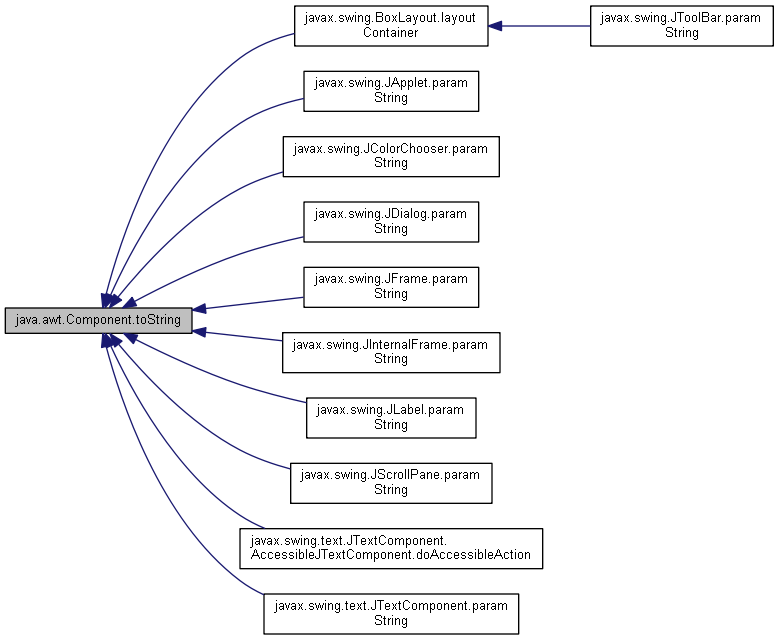 javax.swing.BoxLayout.layout
Container
javax.swing.JToolBar.param
String
javax.swing.JApplet.param
String
javax.swing.JColorChooser.param
String
javax.swing.JDialog.param
String
javax.swing.JFrame.param
String
java.awt.Component.toString
javax.swing.JInternalFrame.param
String
javax.swing.JLabel.param
String
javax.swing.JScrollPane.param
String
javax.swing.text.JTextComponent.
AccessibleJTextComponent.doAccessibleAction
javax.swing.text.JTextComponent.param
String